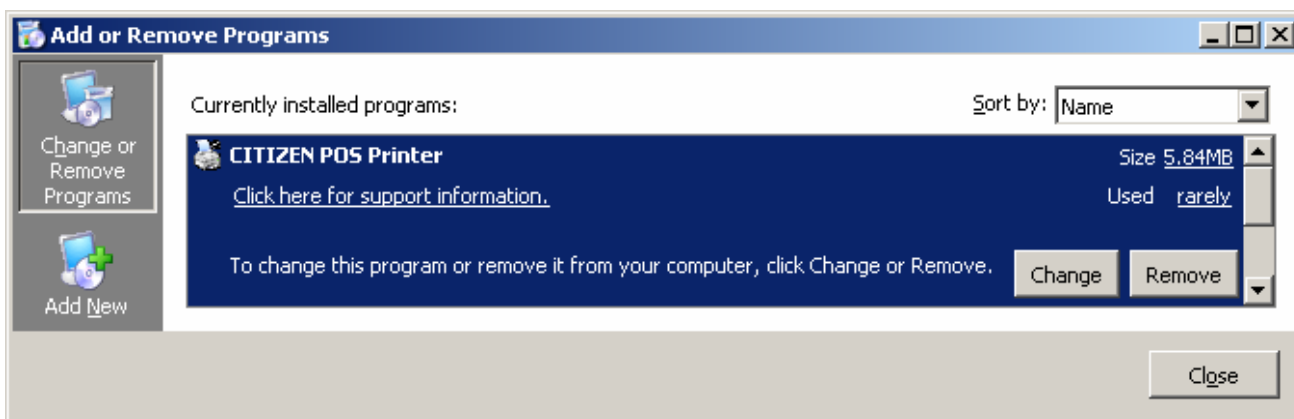 Add or Remove Programs
Change or
Remove
Programs
Add New
Currently installed programs:
Sort by: Name
CITIZEN POS Printer
Size 5.84MB
Click here for support information.
Used rarely
To change this program or remove it from your computer, click Change or Remove.
Change
Remove
Close